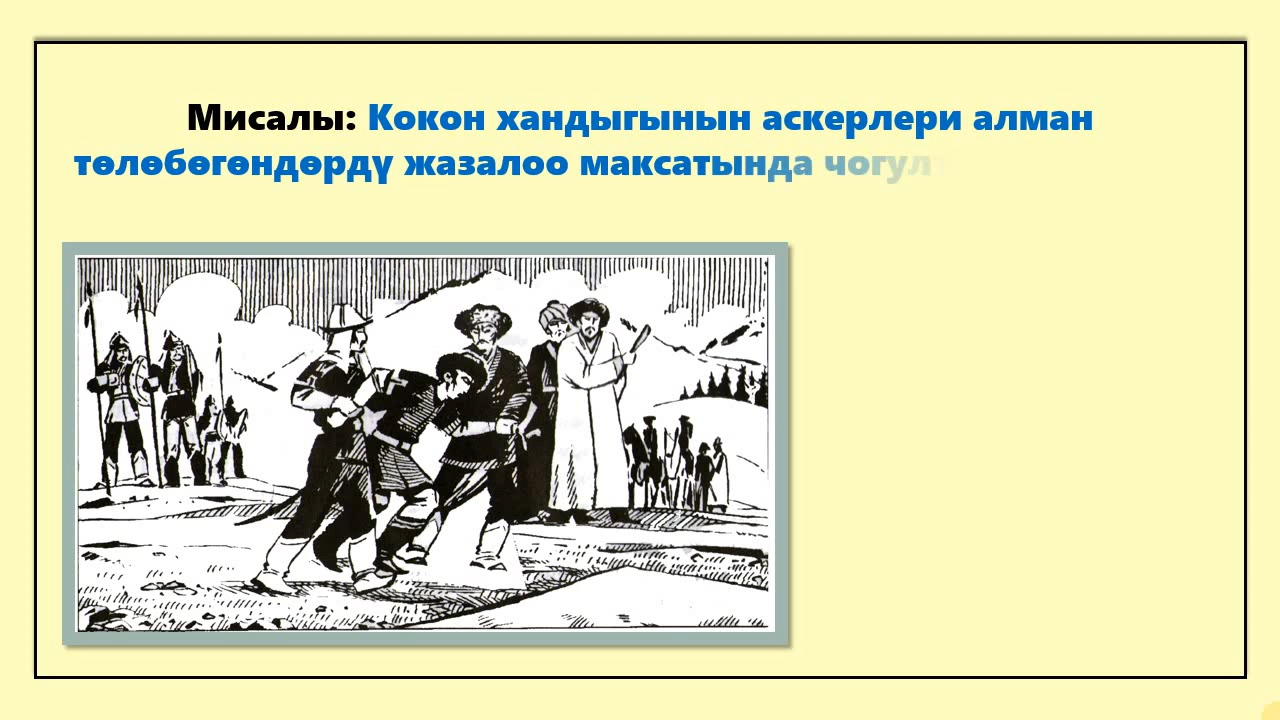 Мисалы: Кокон хандыгынын аскерлери алман
төлөбөгөндөрдү жазалоо максатында